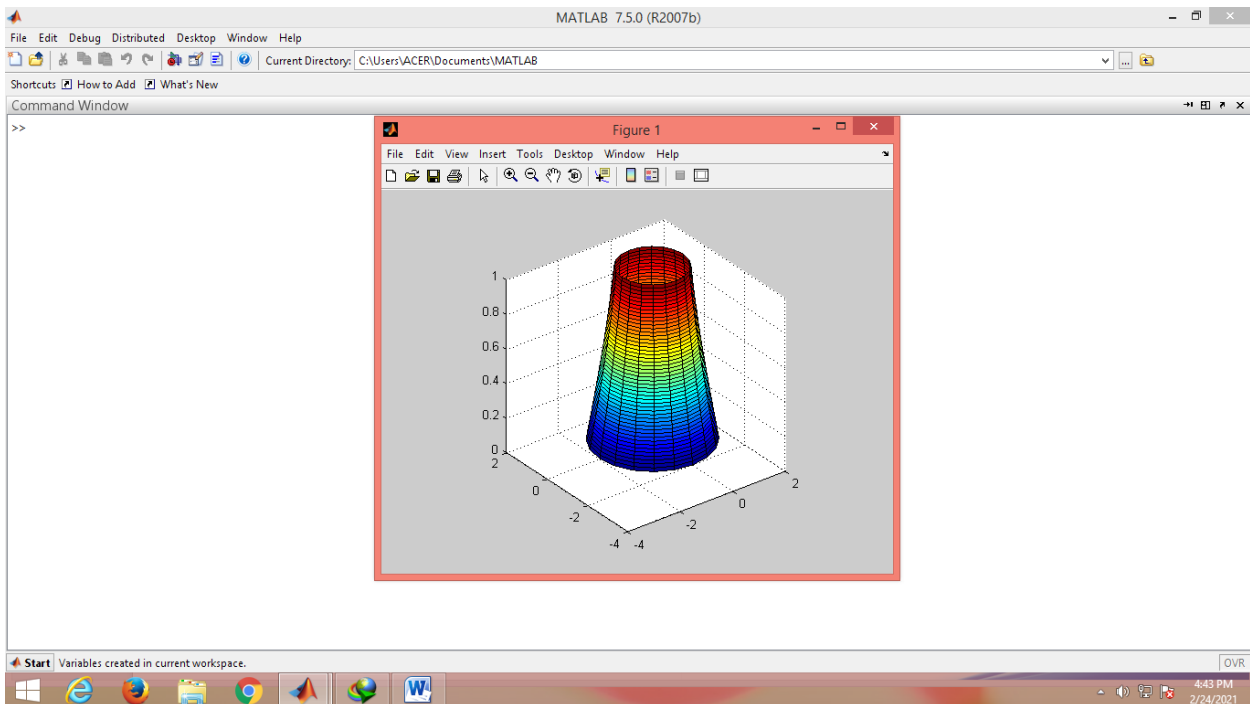 MATLAB 7.5.0 (R2007b)
File Edit Debug Distributed Desktop Window Help
Current Directory: C:\Users\ACER\Documents\MATLAB
...
Shortcuts How to Add What's New
Command Window
>>
Figure 1
File Edit View Insert Tools Desktop Window Help
1
0.8
0.6
0.4
0.2
0
2
0
-2
-4
-4
-2
0
2
Start Variables created in current workspace.
OVR
W
4:43 PM
2/24/2021